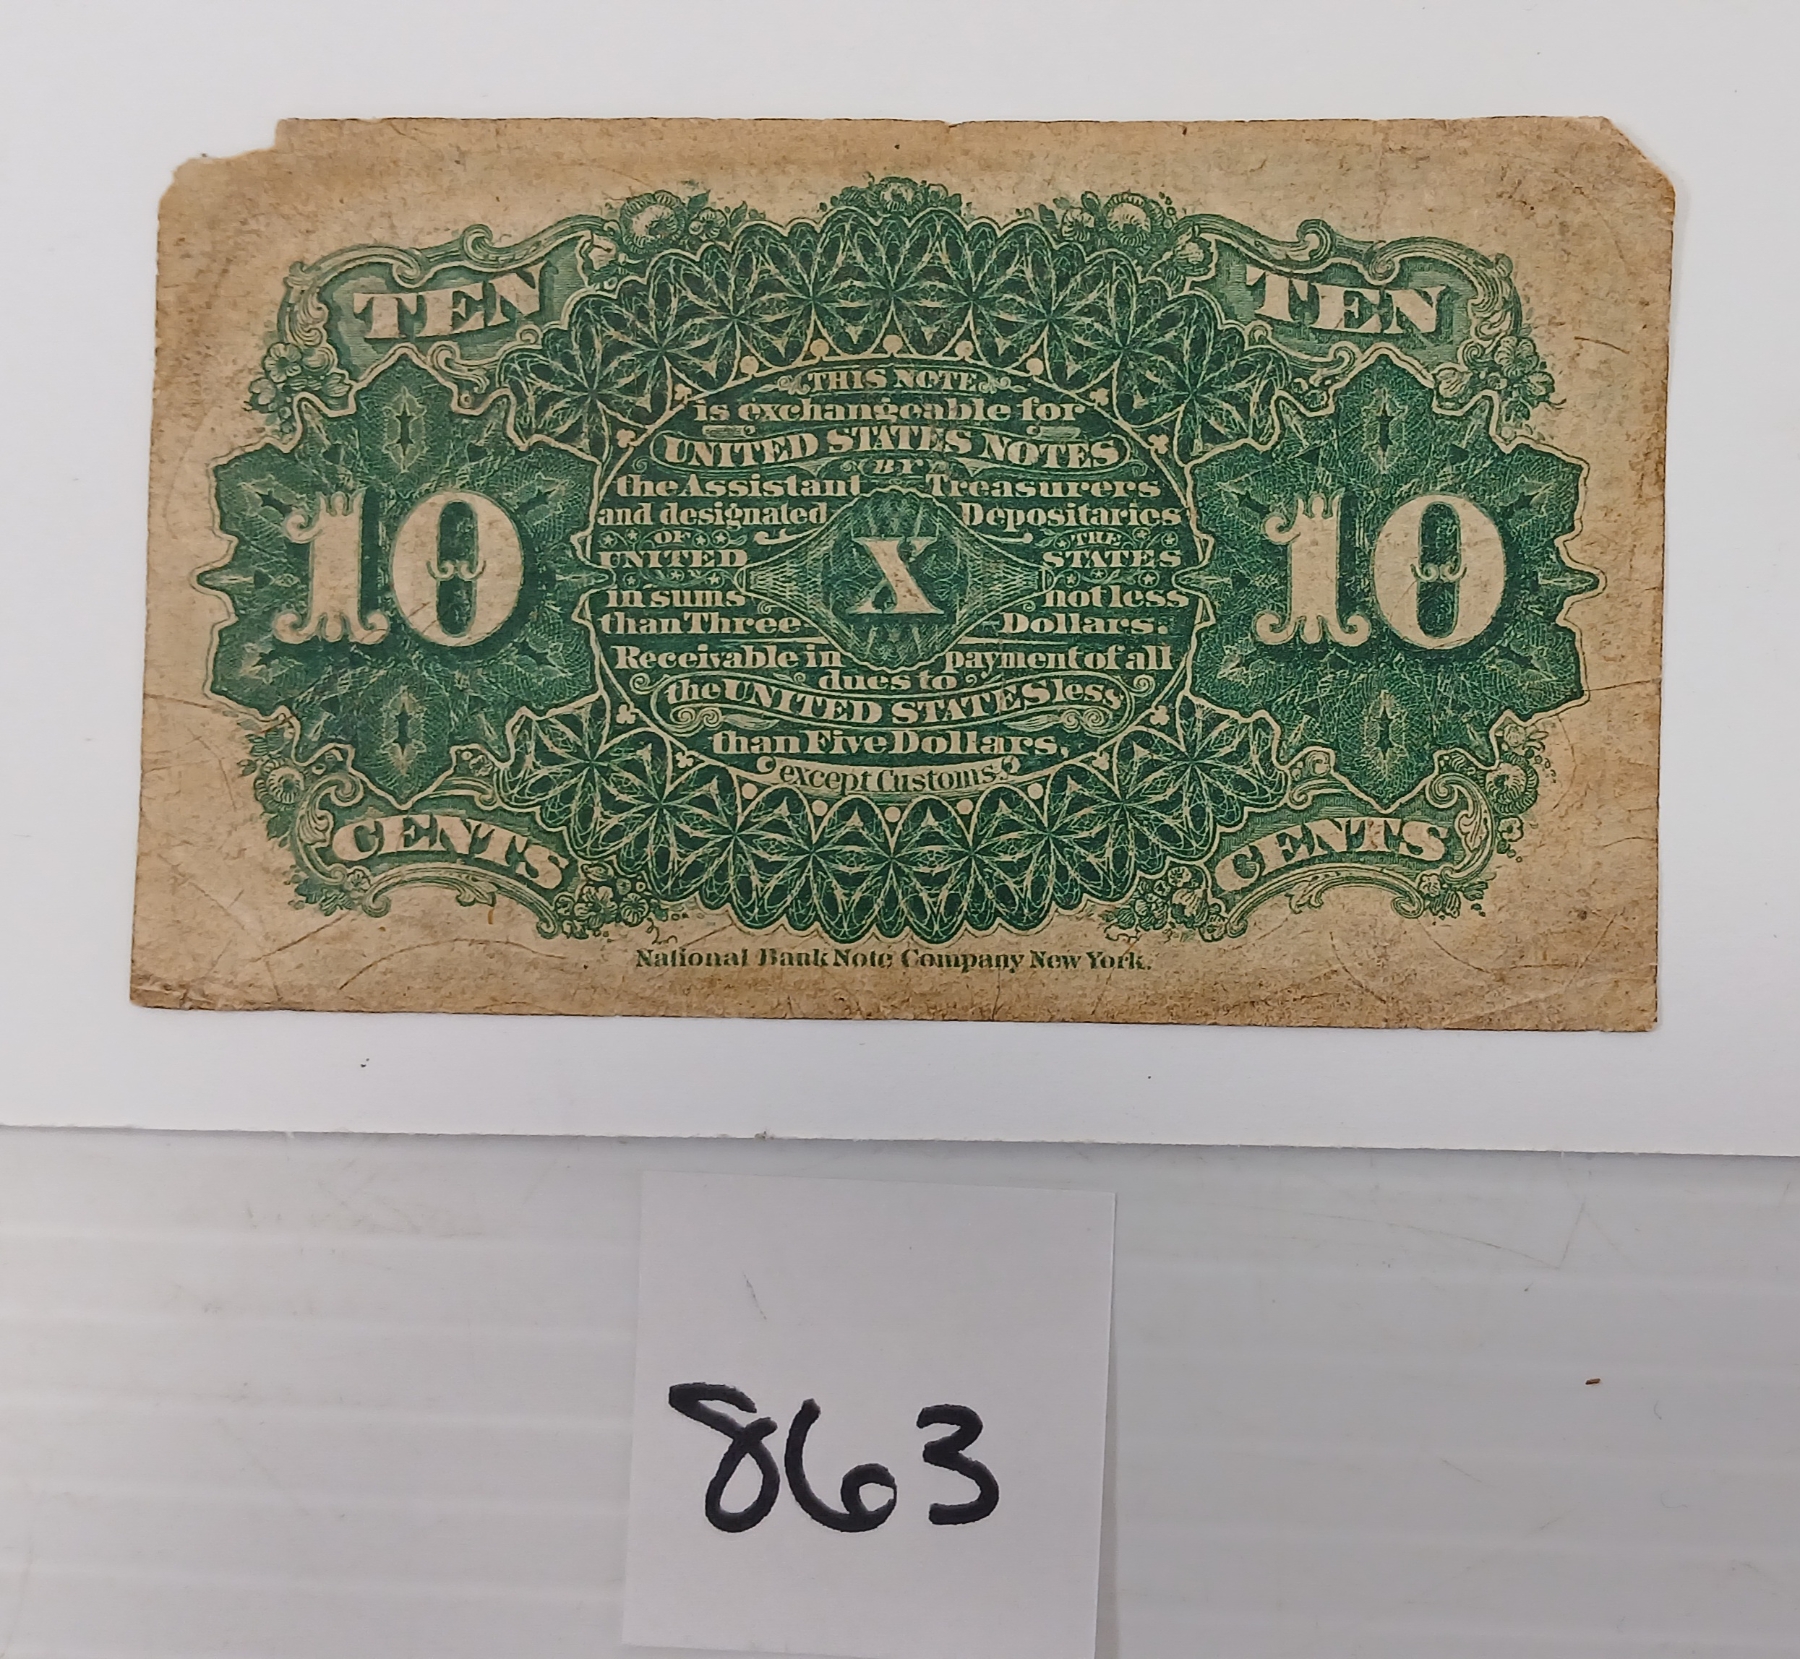 TEN TEN
THIS NOTE
is exchangeable for
UNITED STATES NOTES
BY
the Assistant Treasurers
and designated Depositaries
OF THE
UNITED STATES
10 X 10
in sums not less
than Three Dollars.
Receivable in payment of all
dues to
the UNITED STATES less
than Five Dollars,
except Customs.
CENTS CENTS
National Bank Note Company New York.
863